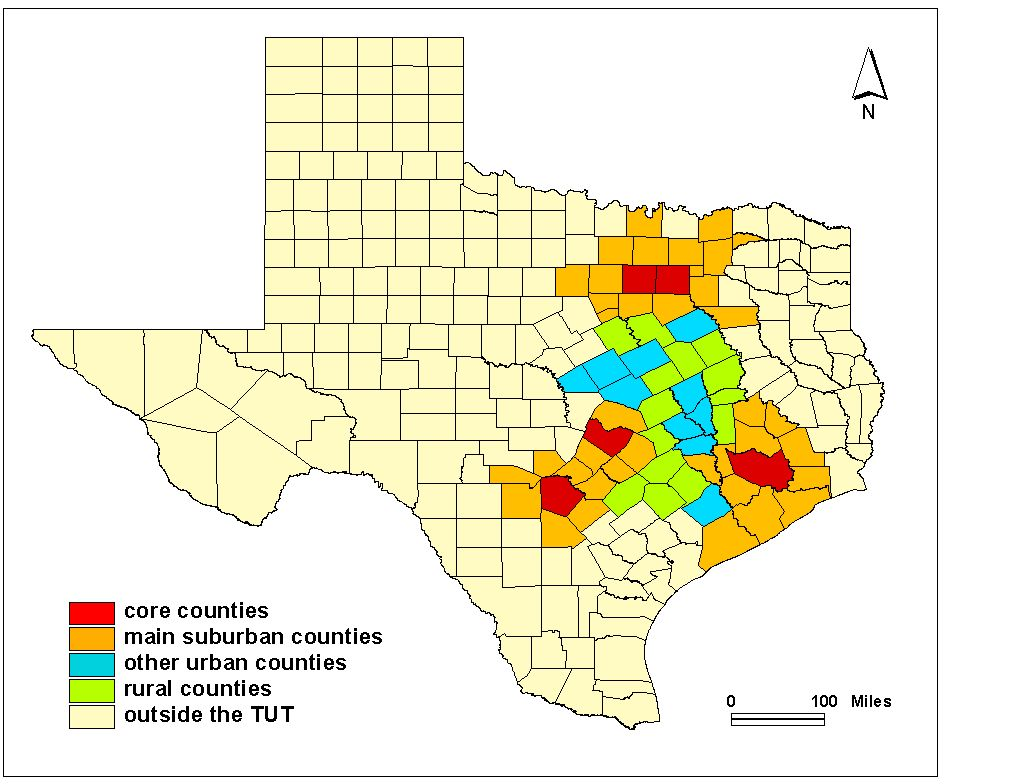 N
core counties
main suburban counties
other urban counties
rural counties
outside the TUT
0 100 Miles